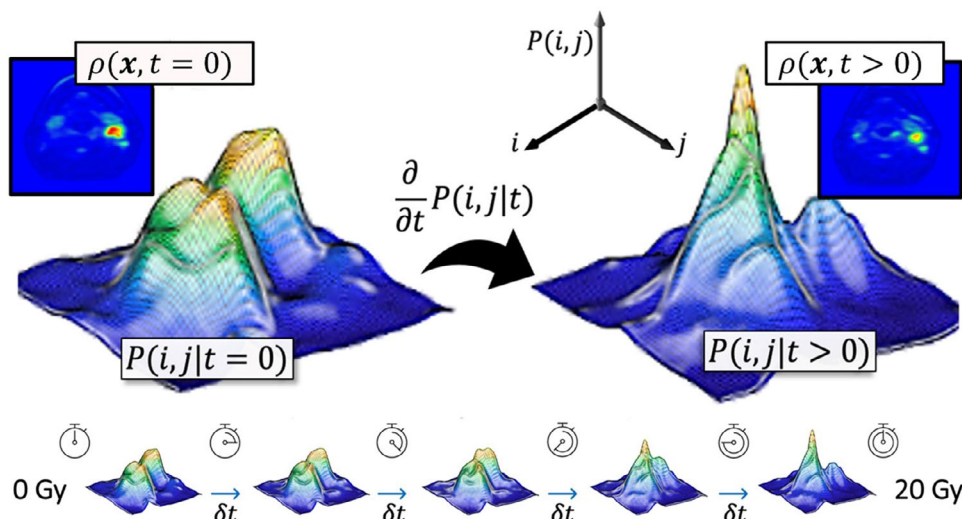 ρ(x, t = 0)
P(i, j)
i
j
ρ(x, t > 0)
∂/∂t P(i, j|t)
P(i, j|t = 0)
P(i, j|t > 0)
0 Gy
δt
δt
δt
δt
20 Gy